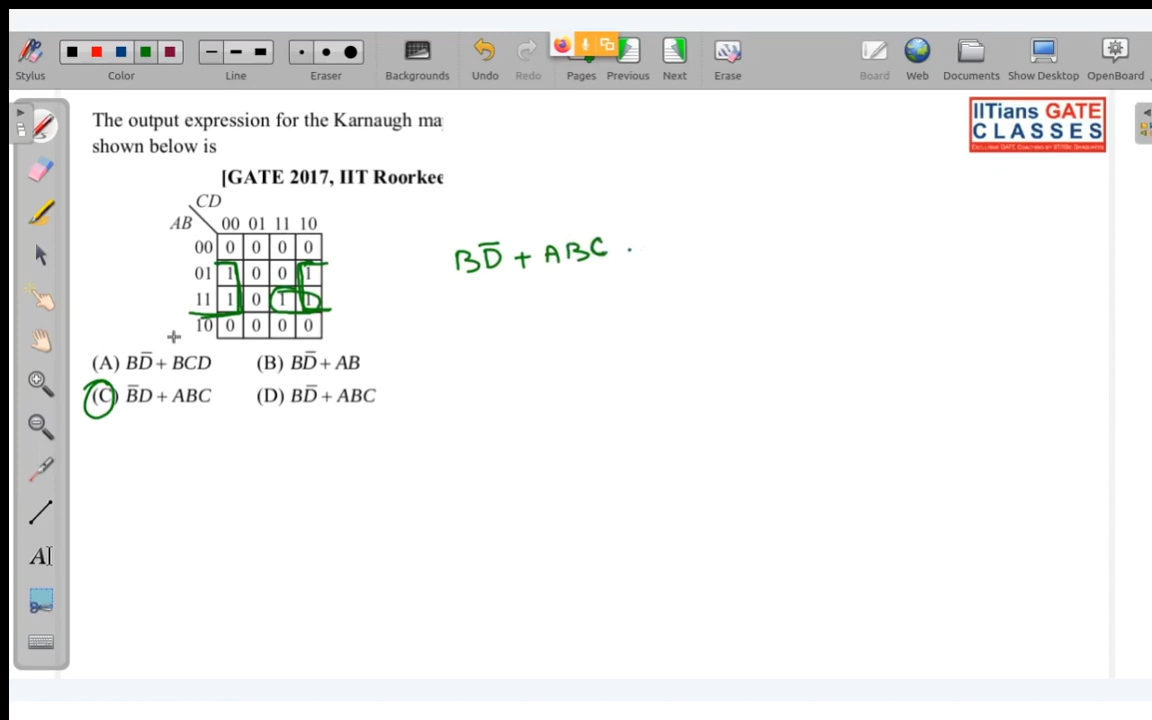 Stylus Color Line Eraser Backgrounds Undo Redo Pages Previous Next Erase Board Web Documents Show Desktop OpenBoard
The output expression for the Karnaugh ma
shown below is
[GATE 2017, IIT Roorkee
IITians GATE
CLASSES
CD
AB 00 01 11 10
00 0 0 0 0
01 1 0 0 1
11 1 0 1 1
10 0 0 0 0
BD̅ + ABC .
(A) BD̅ + BCD (B) BD̅ + AB
(C) B̅D + ABC (D) BD̅ + ABC
A